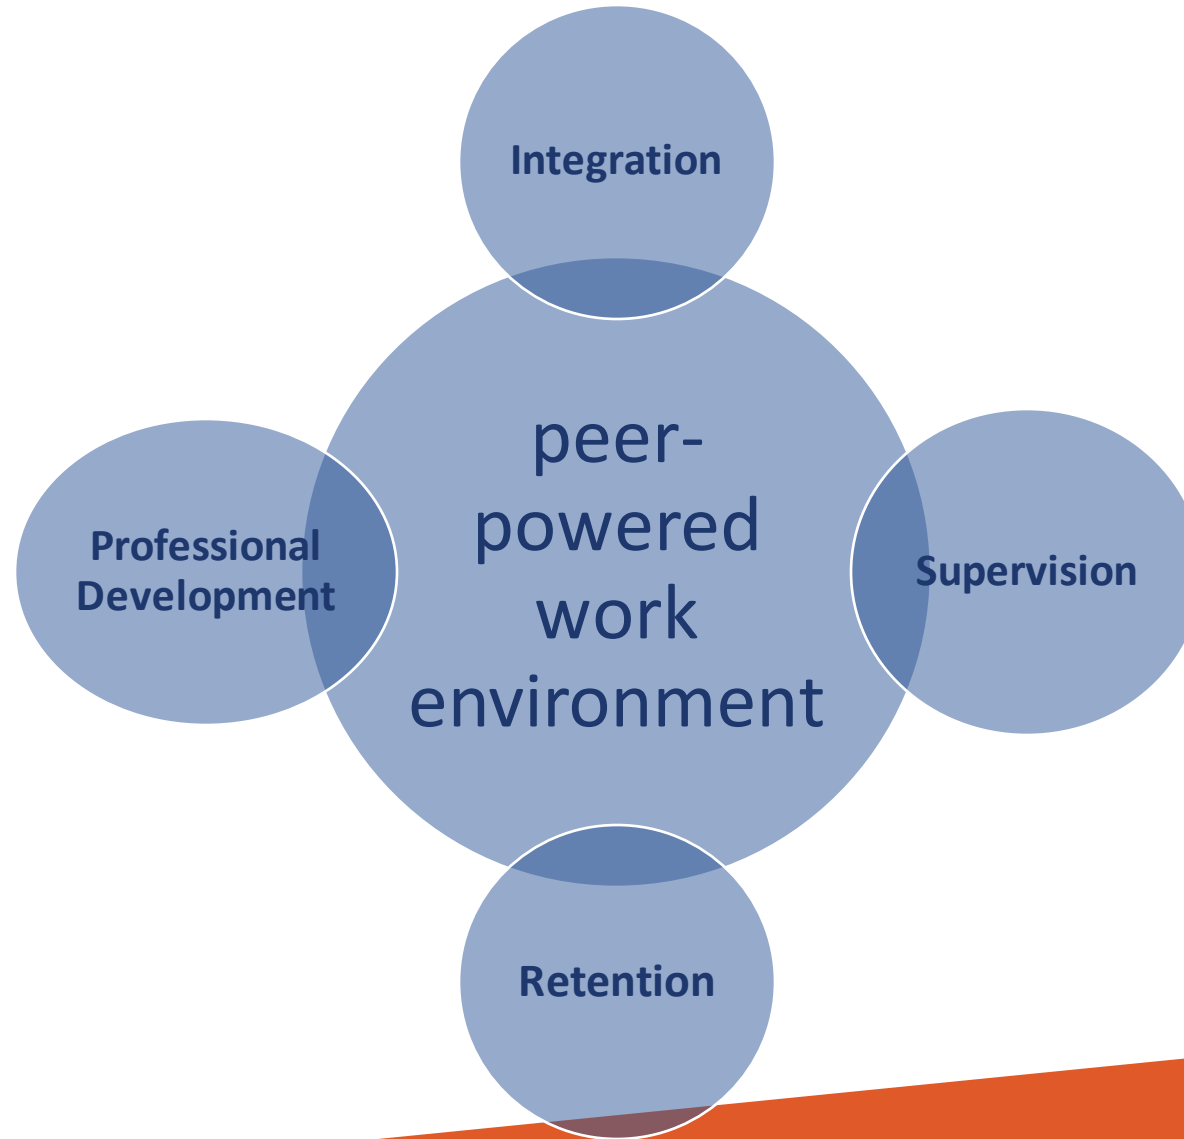 Integration
peer-
powered
work
environment
Professional
Development
Supervision
Retention